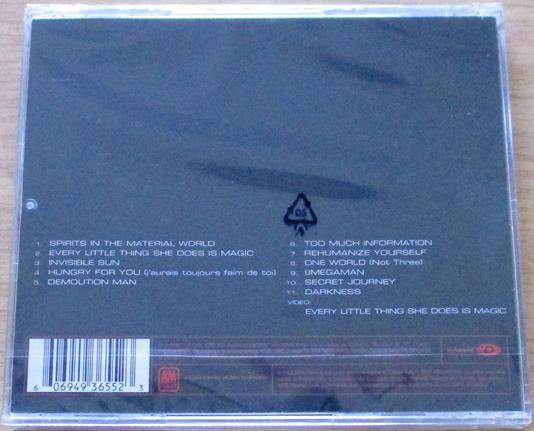 05
1. SPIRITS IN THE MATERIAL WORLD
2. EVERY LITTLE THING SHE DOES IS MAGIC
3. INVISIBLE SUN
4. HUNGRY FOR YOU (j'aurais toujours faim de toi)
5. DEMOLITION MAN
6. TOO MUCH INFORMATION
7. REHUMANIZE YOURSELF
8. ONE WORLD (Not Three)
9. ΩMEGAMAN
10. SECRET JOURNEY
11. DARKNESS
VIDEO:
EVERY LITTLE THING SHE DOES IS MAGIC
6 06949 36552 3
A&M